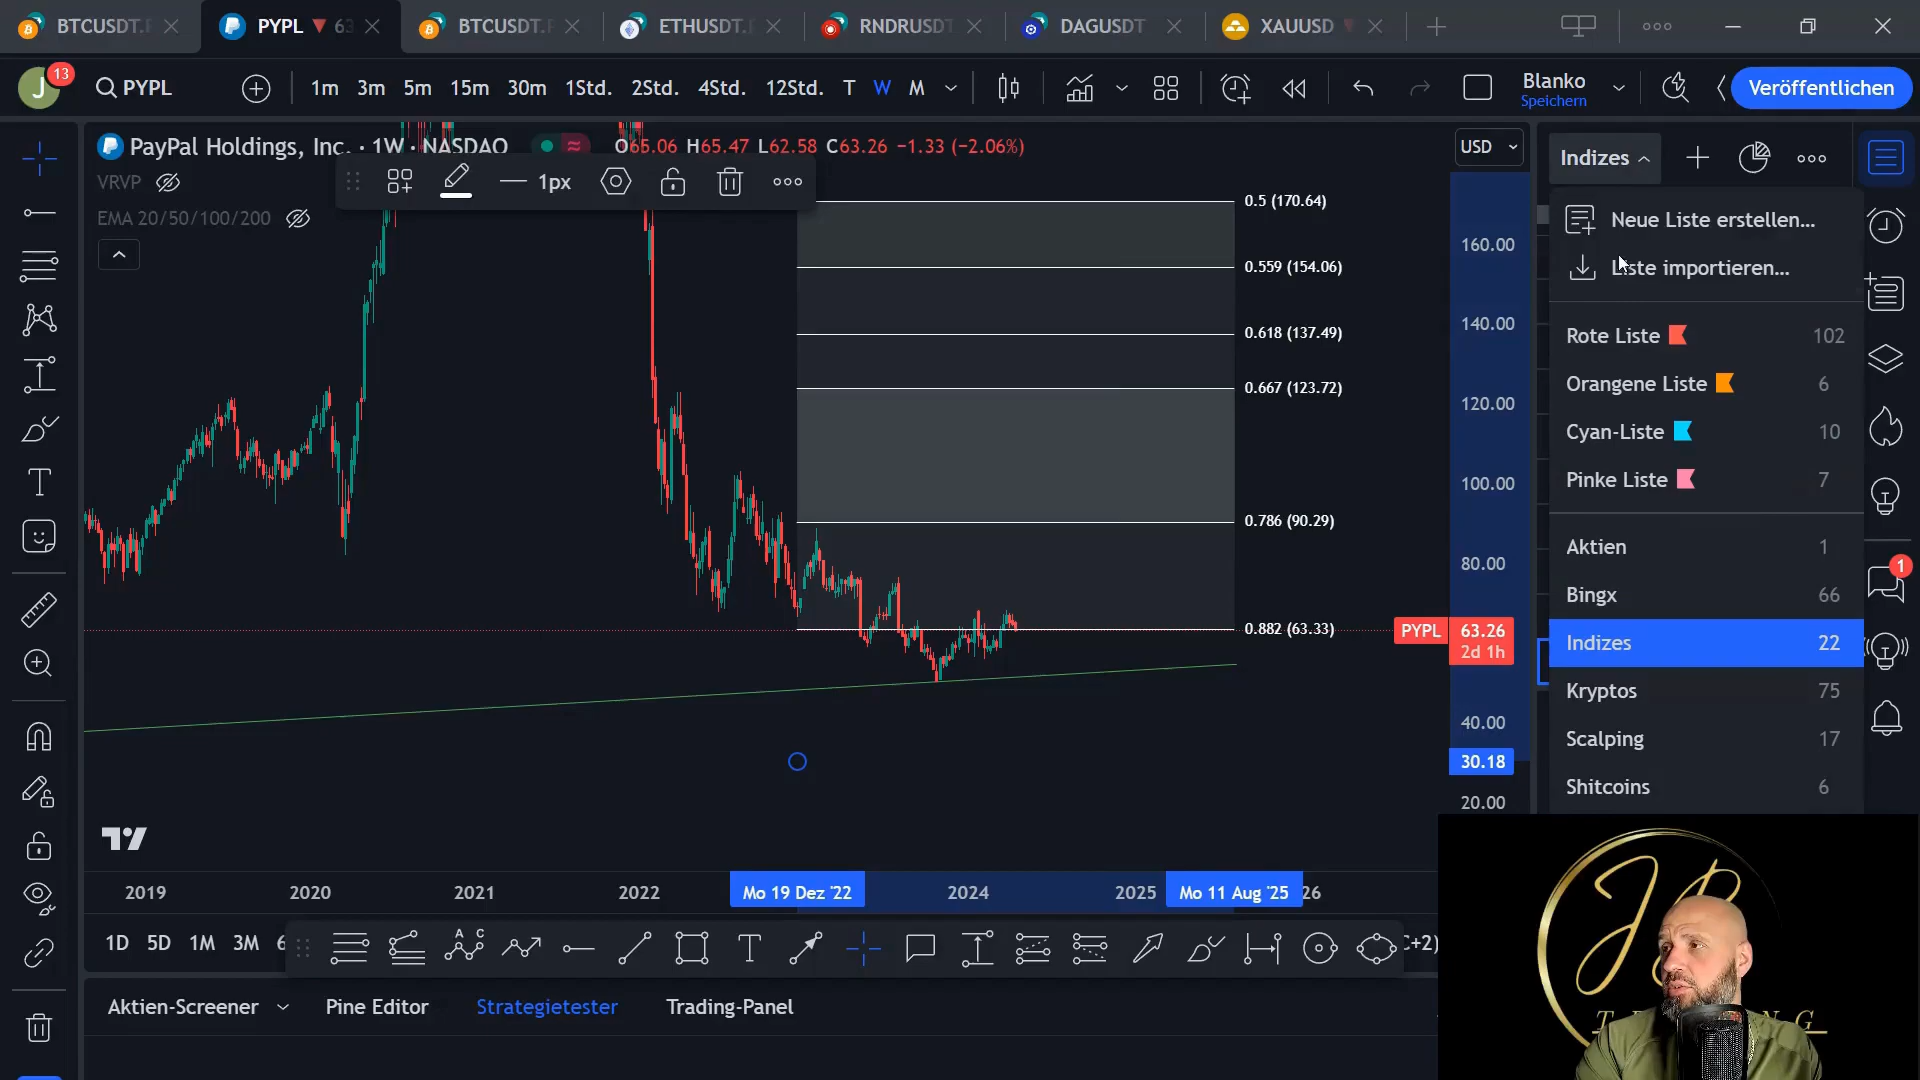 BTCUSDT.P
PYPL 63
BTCUSDT.P
ETHUSDT.
RNDRUSDT
DAGUSDT
XAUUSD
J 13
PYPL
1m 3m 5m 15m 30m 1Std. 2Std. 4Std. 12Std. T W M
Blanko
Speichern
Veröffentlichen
PayPal Holdings, Inc. · 1W · NASDAQ
O65.06 H65.47 L62.58 C63.26 −1.33 (−2.06%)
USD
VRVP
1px
EMA 20/50/100/200
0.5 (170.64)
0.559 (154.06)
0.618 (137.49)
0.667 (123.72)
0.786 (90.29)
0.882 (63.33)
160.00
140.00
120.00
100.00
80.00
PYPL 63.26
2d 1h
40.00
30.18
20.00
Indizes
Neue Liste erstellen...
Liste importieren...
Rote Liste 102
Orangene Liste 6
Cyan-Liste 10
Pinke Liste 7
Aktien 1
Bingx 66
Indizes 22
Kryptos 75
Scalping 17
Shitcoins 6
1
2019 2020 2021 2022 Mo 19 Dez '22 2024 2025 Mo 11 Aug '25 26
1D 5D 1M 3M 6
A C
C+2)
Aktien-Screener Pine Editor Strategietester Trading-Panel
JB